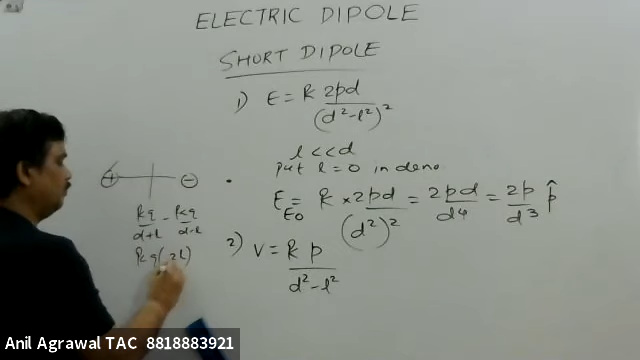 ELECTRIC DIPOLE
SHORT DIPOLE
1) E = k 2pd / (d² - l²)²
l << d
put l = 0 in deno
E = k × 2pd / (d²)² = 2pd / d4 = 2p / d³ p̂
E0
+ -
kq / d+l - kq / d-l
kq(-2l)
2) V = k p / d² - l²
Anil Agrawal TAC 8818883921